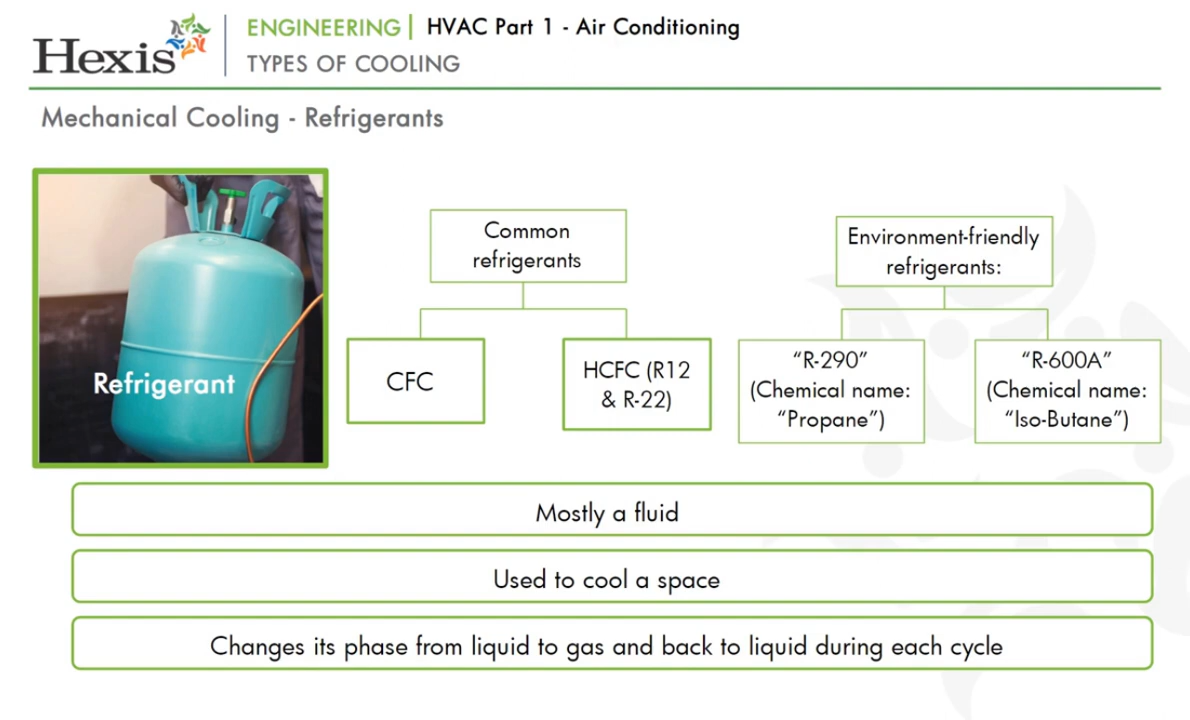 Hexis
ENGINEERING| HVAC Part 1 - Air Conditioning
TYPES OF COOLING
Mechanical Cooling - Refrigerants
Refrigerant
Common
refrigerants
CFC
HCFC (R12
& R-22)
Environment-friendly
refrigerants:
“R-290”
(Chemical name:
“Propane”)
“R-600A”
(Chemical name:
“Iso-Butane”)
Mostly a fluid
Used to cool a space
Changes its phase from liquid to gas and back to liquid during each cycle